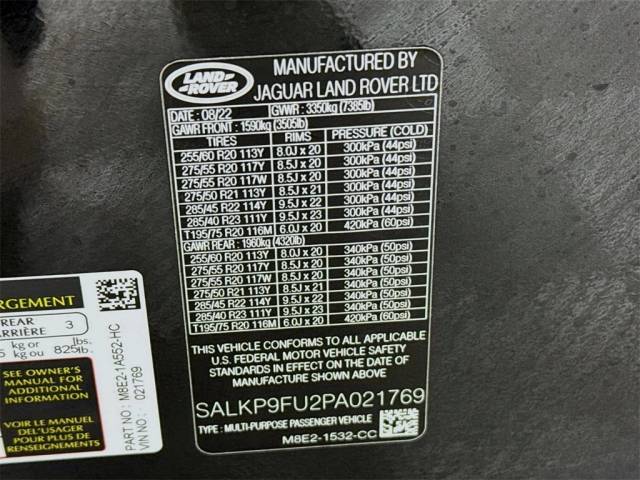 LAND-
ROVER
MANUFACTURED BY
JAGUAR LAND ROVER LTD
DATE : 08/22 GVWR : 3350kg (7385lb)
GAWR FRONT : 1590kg (3505lb)
TIRES RIMS PRESSURE (COLD)
255/60 R20 113Y 8.0J x 20 300kPa (44psi)
275/55 R20 117Y 8.5J x 20 300kPa (44psi)
275/55 R20 117W 8.5J x 20 300kPa (44psi)
275/50 R21 113Y 8.5J x 21 300kPa (44psi)
285/45 R22 114Y 9.5J x 22 300kPa (44psi)
285/40 R23 111Y 9.5J x 23 300kPa (44psi)
T195/75 R20 116M 6.0J x 20 420kPa (60psi)
GAWR REAR : 1960kg (4320lb)
255/60 R20 113Y 8.0J x 20 340kPa (50psi)
275/55 R20 117Y 8.5J x 20 340kPa (50psi)
275/55 R20 117W 8.5J x 20 340kPa (50psi)
275/50 R21 113Y 8.5J x 21 340kPa (50psi)
285/45 R22 114Y 9.5J x 22 340kPa (50psi)
285/40 R23 111Y 9.5J x 23 340kPa (50psi)
T195/75 R20 116M 6.0J x 20 420kPa (60psi)
THIS VEHICLE CONFORMS TO ALL APPLICABLE
U.S. FEDERAL MOTOR VEHICLE SAFETY
STANDARDS IN EFFECT ON THE DATE OF
MANUFACTURE SHOWN ABOVE.
SALKP9FU2PA021769
TYPE : MULTI-PURPOSE PASSENGER VEHICLE
M8E2-1532-CC
RGEMENT
REAR 3
ARRIÈRE
kg or lbs.
kg ou 825 lb.
SEE OWNER'S
MANUAL FOR
ADDITIONAL
INFORMATION
VOIR LE MANUEL
DE L'USAGER
POUR PLUS DE
RENSEIGNEMENTS
M8E2-1A552-HC
VIN NO : 021769